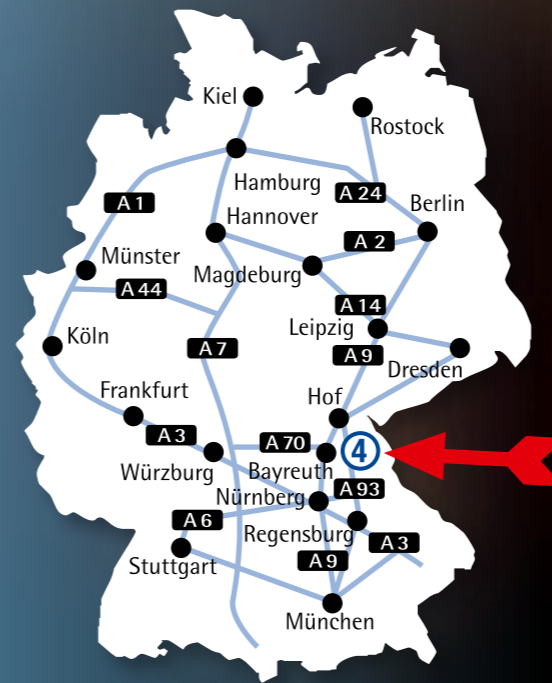 Kiel
Rostock
Hamburg
A 24
A 1
Berlin
Hannover
A 2
Münster
Magdeburg
A 44
A 14
Leipzig
Köln
A 7
A 9
Dresden
Frankfurt
Hof
A 3
A 70
4
Würzburg
Bayreuth
A 93
Nürnberg
A 6
Regensburg
A 3
A 9
Stuttgart
München